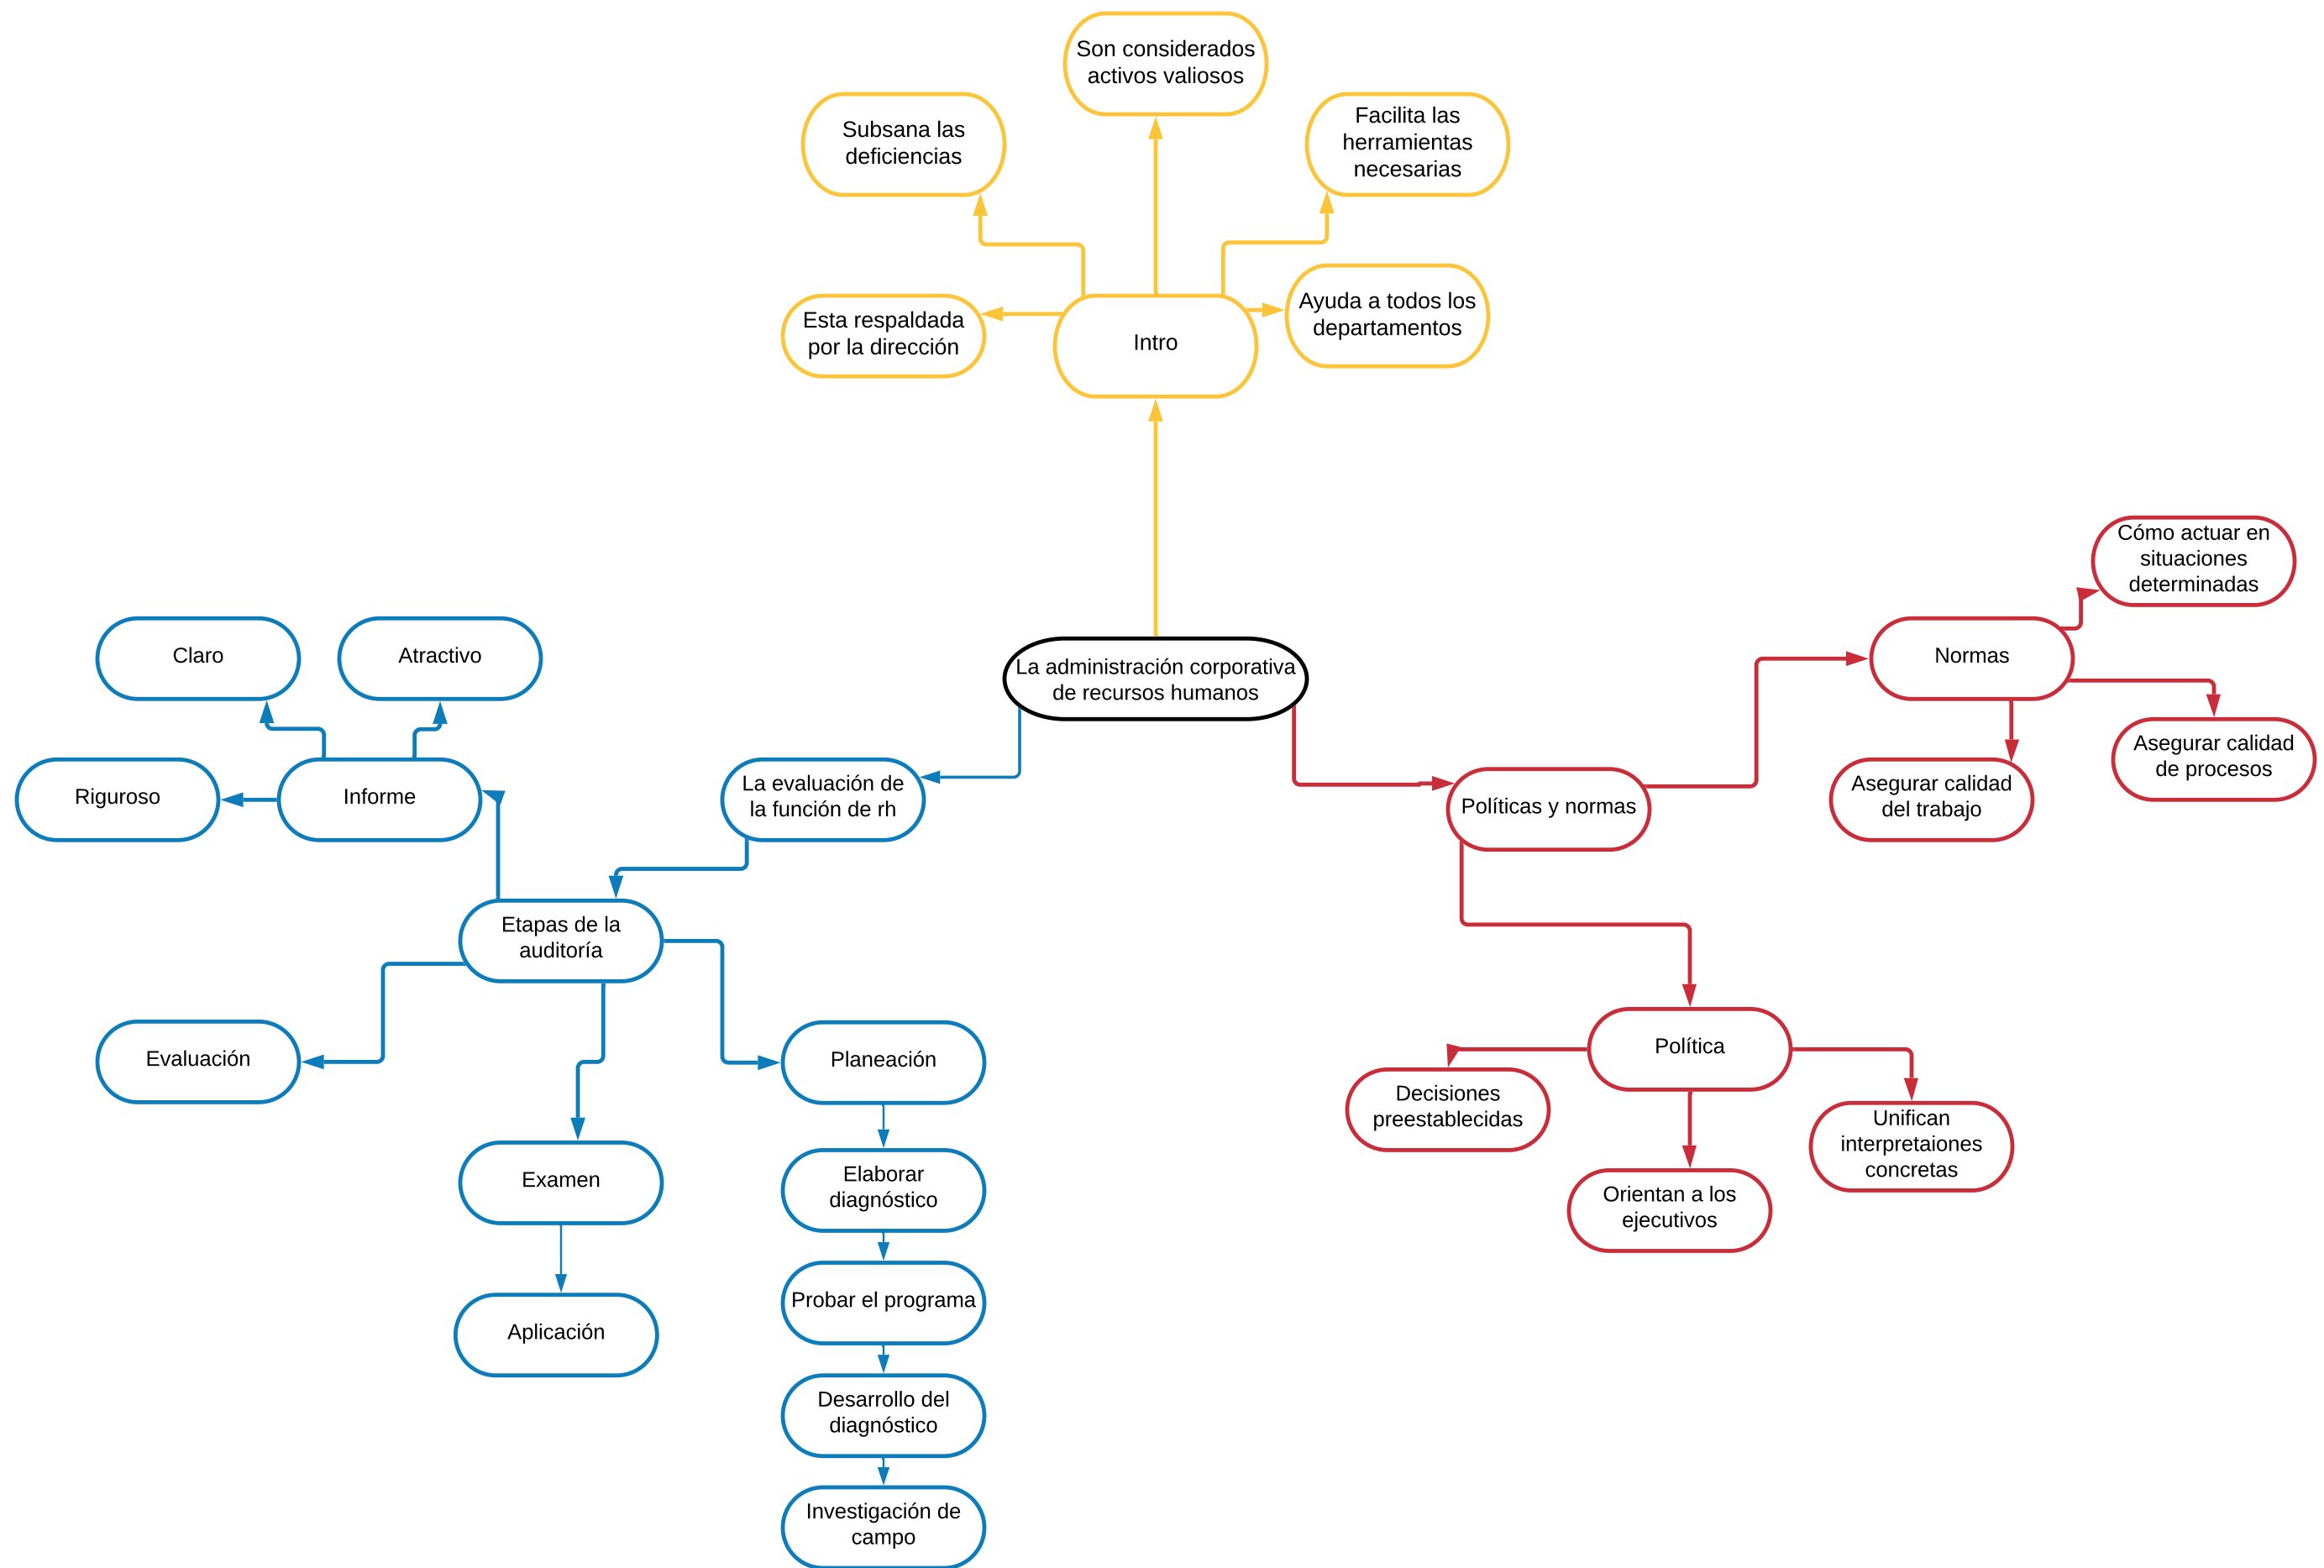 Son considerados
activos valiosos
Subsana las
deficiencias
Facilita las
herramientas
necesarias
Esta respaldada
por la dirección
Intro
Ayuda a todos los
departamentos
La administración corporativa
de recursos humanos
Claro
Atractivo
Riguroso
Informe
La evaluación de
la función de rh
Etapas de la
auditoría
Evaluación
Planeación
Examen
Elaborar
diagnóstico
Aplicación
Probar el programa
Desarrollo del
diagnóstico
Investigación de
campo
Políticas y normas
Normas
Cómo actuar en
situaciones
determinadas
Asegurar calidad
del trabajo
Asegurar calidad
de procesos
Política
Decisiones
preestablecidas
Orientan a los
ejecutivos
Unifican
interpretaiones
concretas